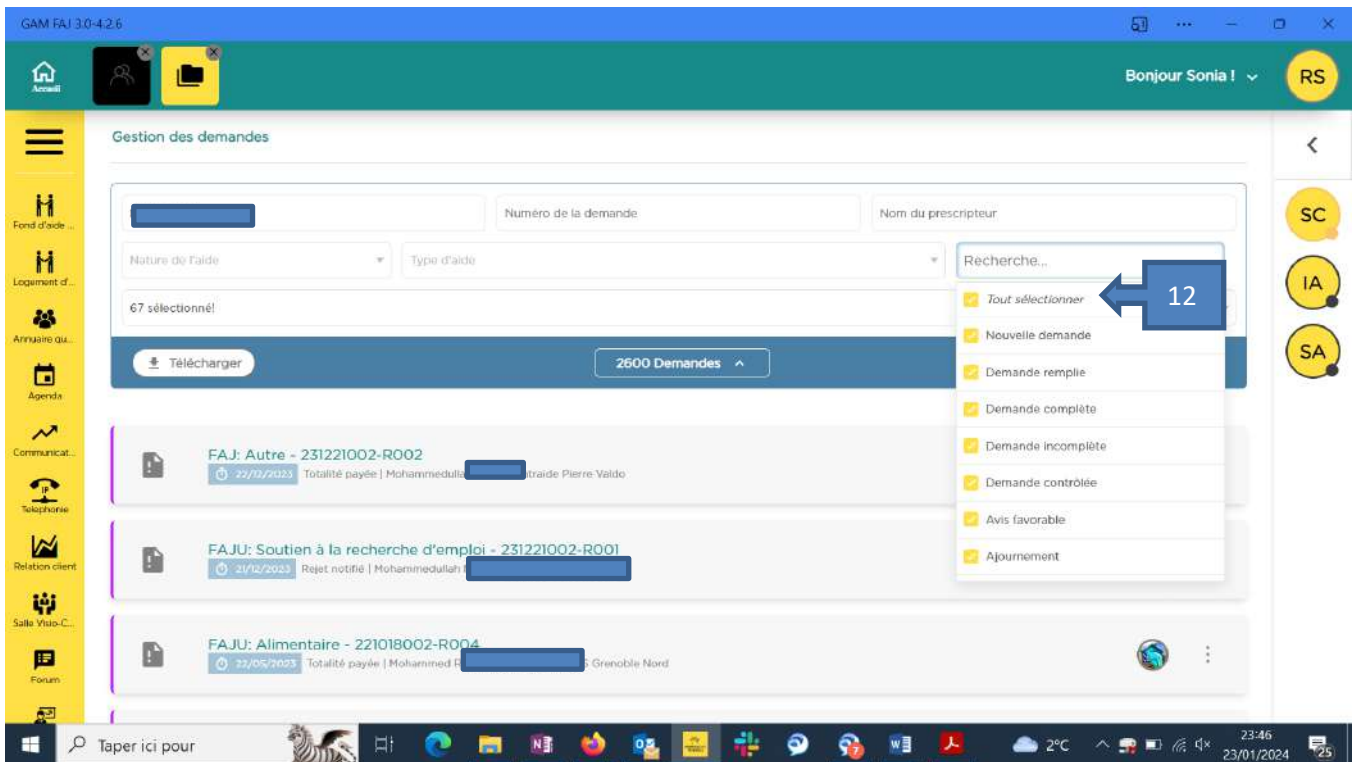 GAM FAJ 3.0-4.2.6
Accueil
Bonjour Sonia !
RS
Gestion des demandes
Numéro de la demande
Nom du prescripteur
Nature de l'aide
Type d'aide
Recherche...
67 sélectionné!
Tout sélectionner
12
Nouvelle demande
Demande remplie
Demande complète
Demande incomplète
Demande contrôlée
Avis favorable
Ajournement
Télécharger
2600 Demandes
FAJ: Autre - 231221002-R002
22/12/2023 Totalité payée | Mohammedulla traide Pierre Valdo
FAJU: Soutien à la recherche d'emploi - 231221002-R001
21/12/2023 Rejet notifié | Mohammedullah
FAJU: Alimentaire - 221018002-R004
22/05/2023 Totalité payée | Mohammed R S Grenoble Nord
Fond d'aide ...
Logement d'...
Annuaire qu...
Agenda
Communicat...
IP
Telephonie
Relation client
Salle Visio-C...
Forum
SC
IA
SA
Taper ici pour
2°C
23:46
23/01/2024
25